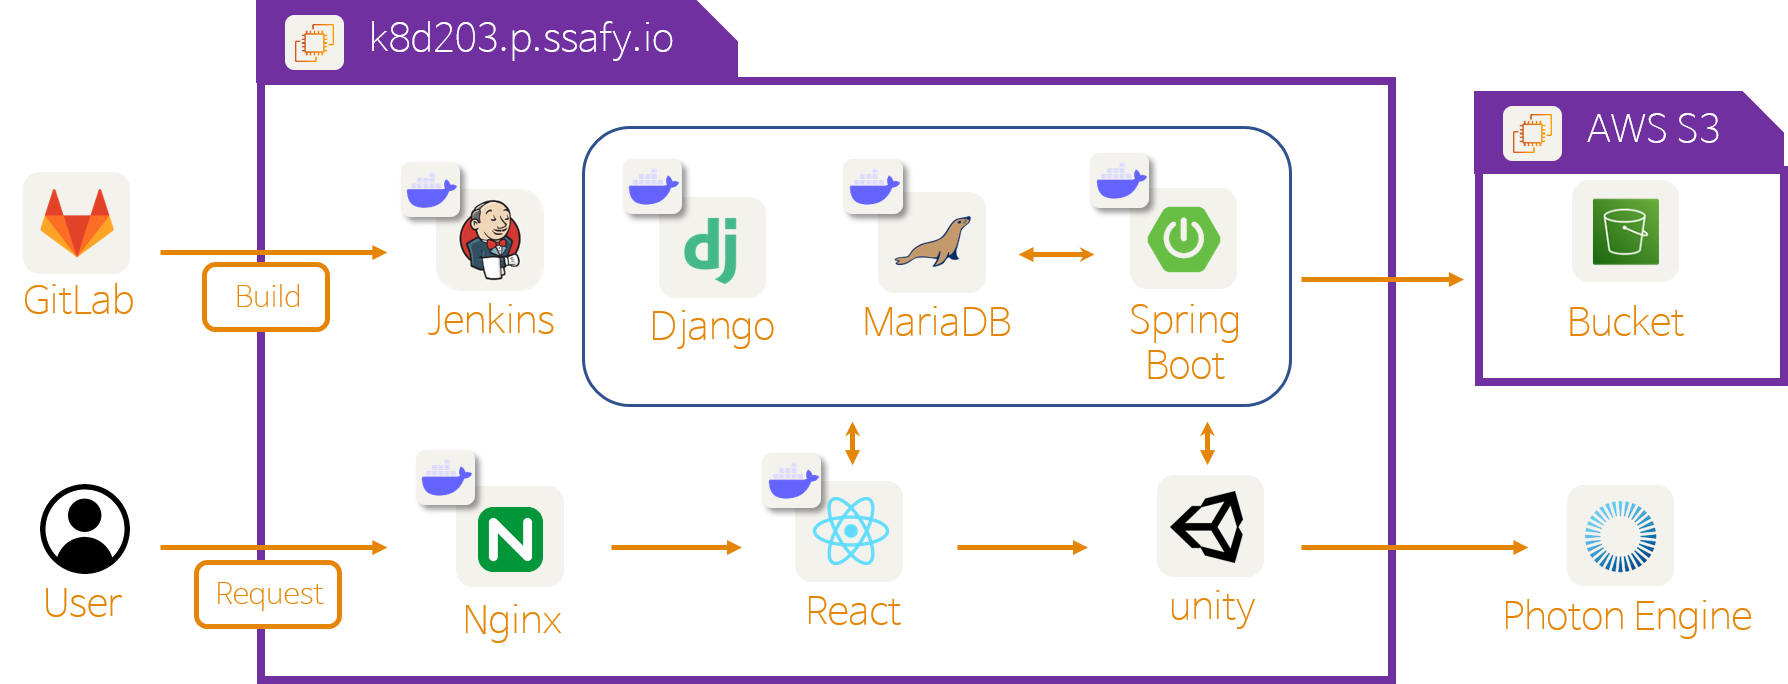 k8d203.p.ssafy.io
AWS S3
GitLab
Build
Jenkins
dj
Django
MariaDB
Spring
Boot
Bucket
User
Request
N
Nginx
React
unity
Photon Engine